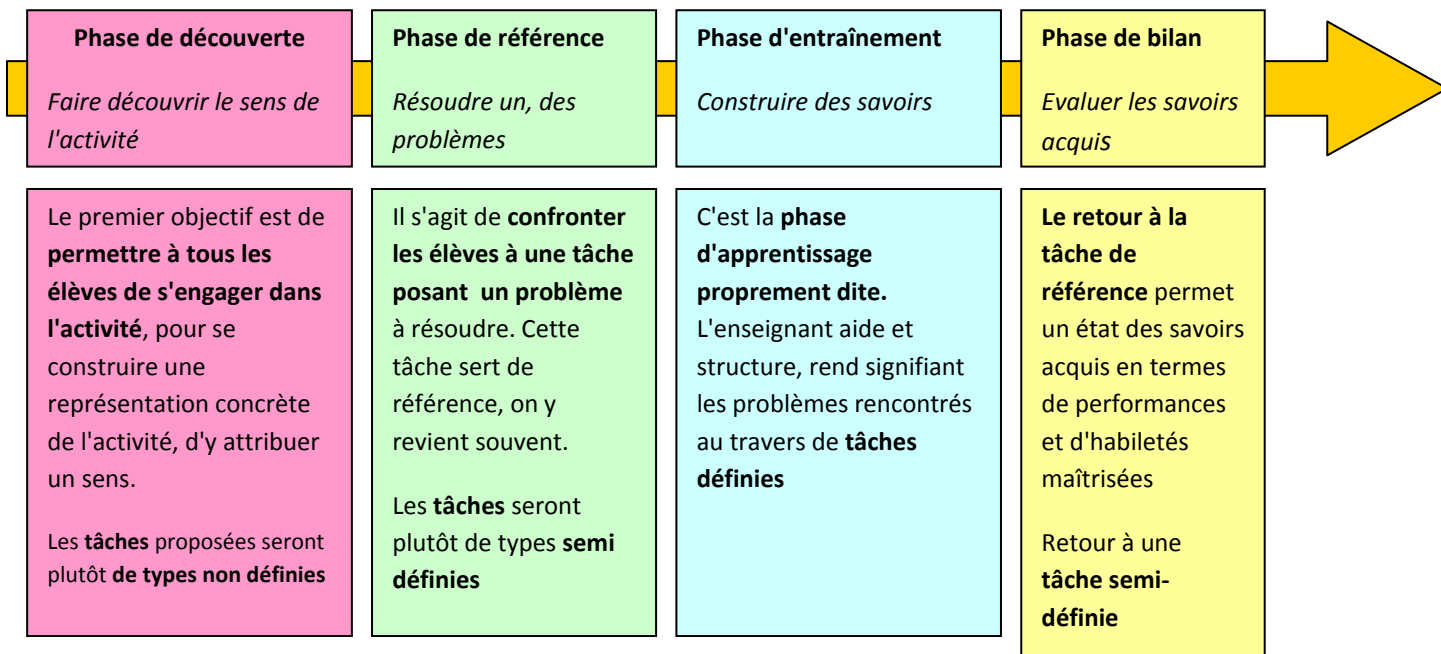 Phase de découverte
Faire découvrir le sens de
l'activité
Phase de référence
Résoudre un, des
problèmes
Phase d'entraînement
Construire des savoirs
Phase de bilan
Evaluer les savoirs
acquis
Le premier objectif est de
permettre à tous les
élèves de s'engager dans
l'activité, pour se
construire une
représentation concrète
de l'activité, d'y attribuer
un sens.
Les tâches proposées seront
plutôt de types non définies
Il s'agit de confronter
les élèves à une tâche
posant  un problème
à résoudre. Cette
tâche sert de
référence, on y
revient souvent.
Les tâches seront
plutôt de types semi
définies
C'est la phase
d'apprentissage
proprement dite.
L'enseignant aide et
structure, rend signifiant
les problèmes rencontrés
au travers de tâches
définies
Le retour à la
tâche de
référence permet
un état des savoirs
acquis en termes
de performances
et d'habiletés
maîtrisées
Retour à une
tâche semi-
définie